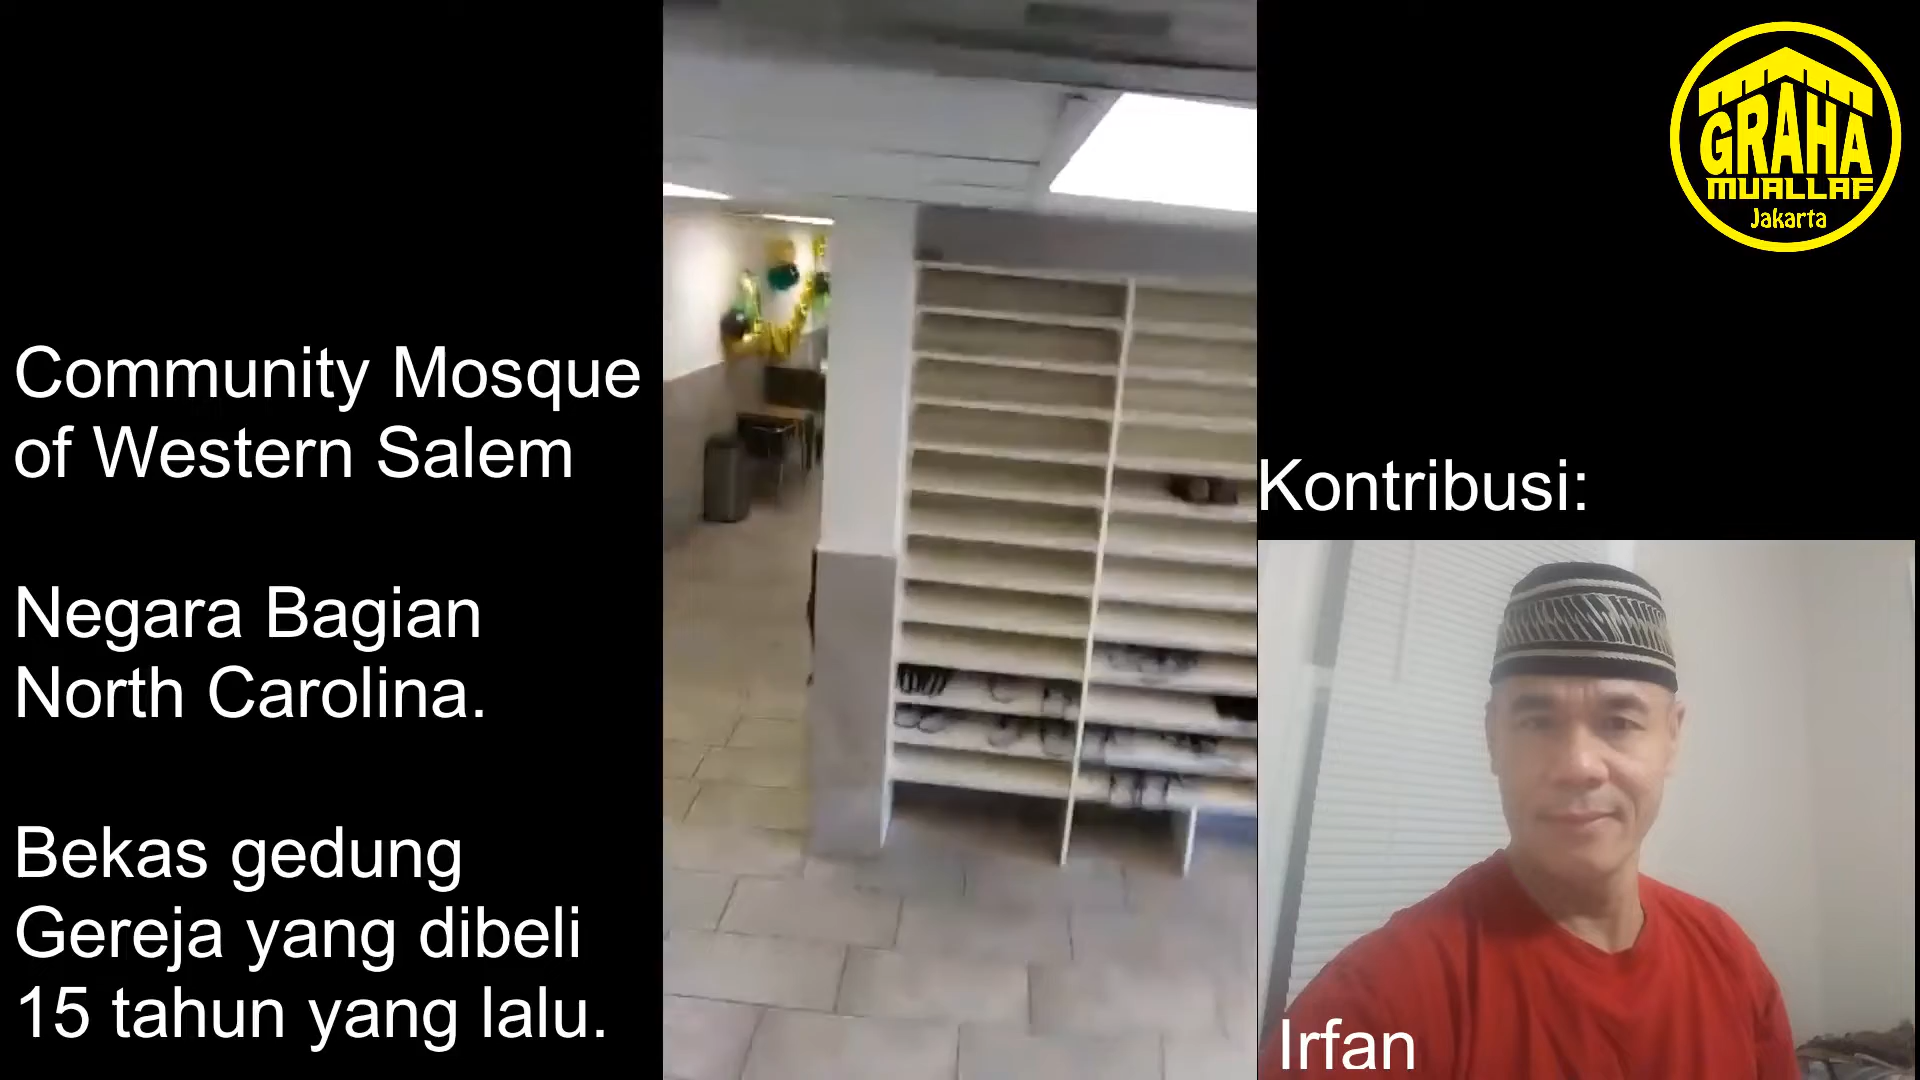 Community Mosque
of Western Salem
Negara Bagian
North Carolina.
Bekas gedung
Gereja yang dibeli
15 tahun yang lalu.
GRAHA
MUALLAF
Jakarta
Kontribusi:
Irfan